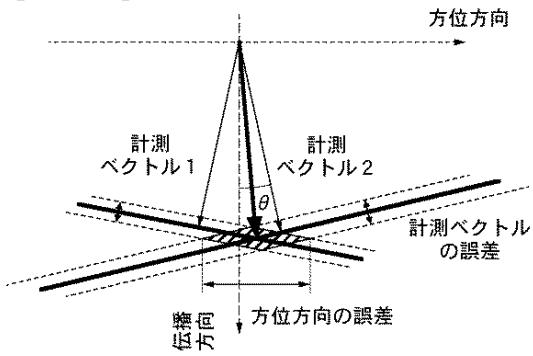 方位方向
計測
ベクトル1
計測
ベクトル2
θ
計測ベクトル
の誤差
伝播
方向
方位方向の誤差